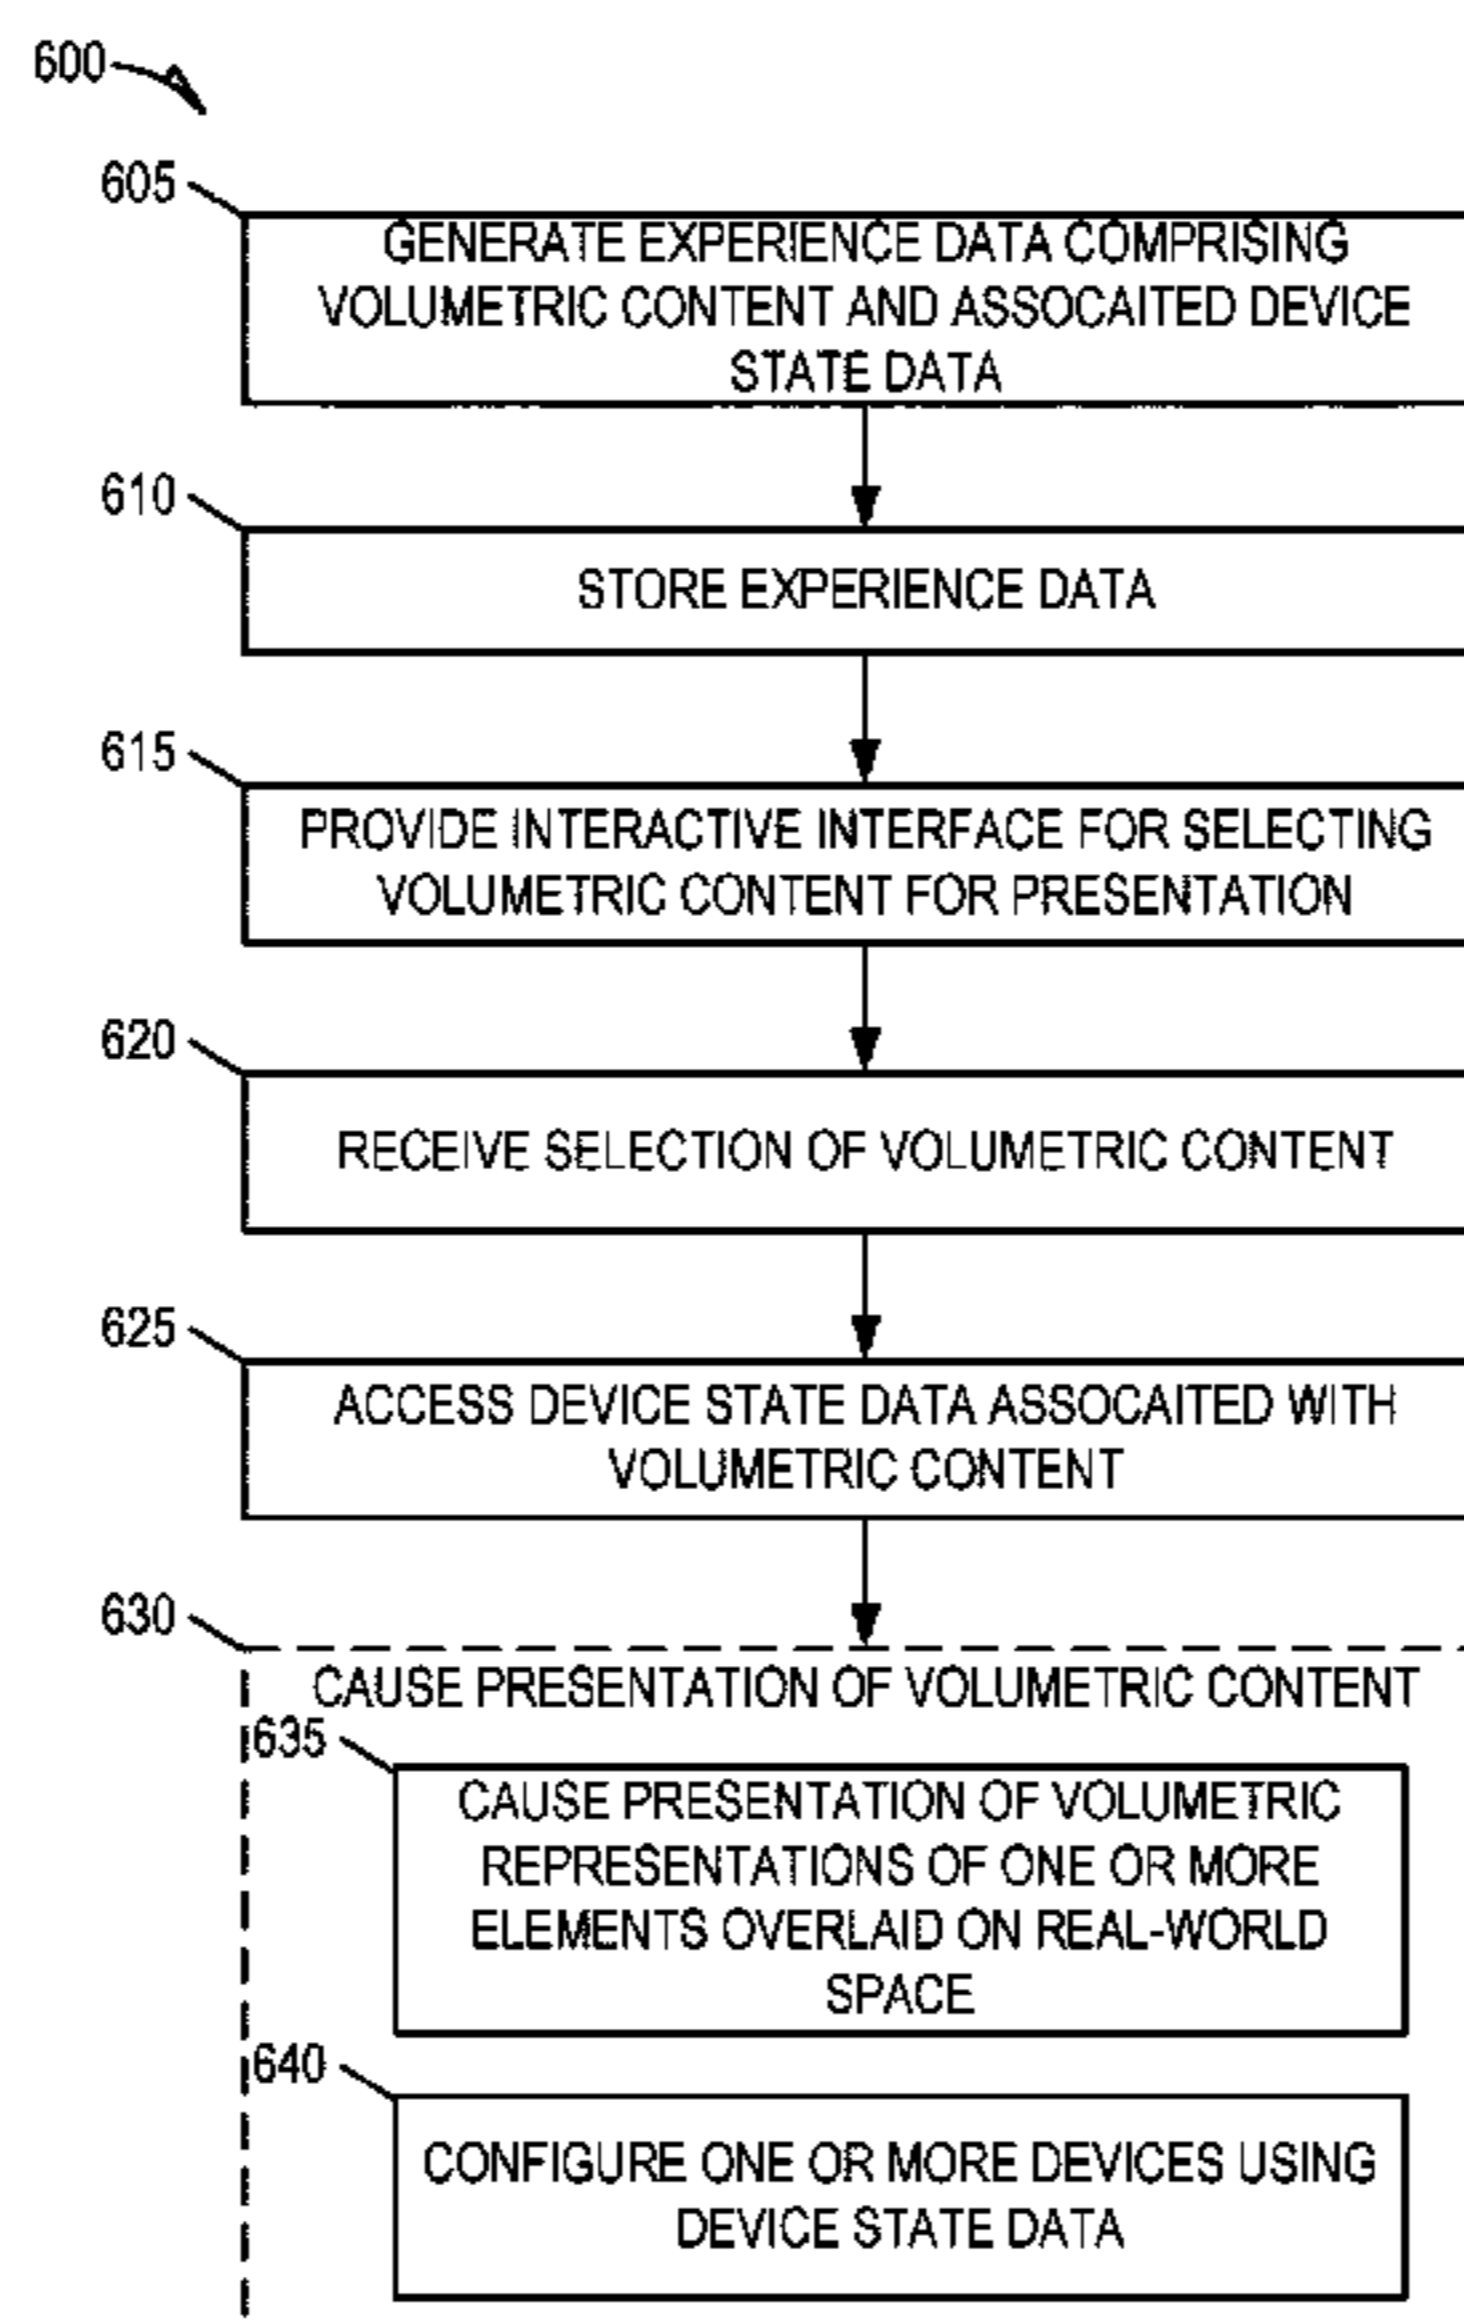 600
605
GENERATE EXPERIENCE DATA COMPRISING
VOLUMETRIC CONTENT AND ASSOCAITED DEVICE
STATE DATA
610
STORE EXPERIENCE DATA
615
PROVIDE INTERACTIVE INTERFACE FOR SELECTING
VOLUMETRIC CONTENT FOR PRESENTATION
620
RECEIVE SELECTION OF VOLUMETRIC CONTENT
625
ACCESS DEVICE STATE DATA ASSOCAITED WITH
VOLUMETRIC CONTENT
630
CAUSE PRESENTATION OF VOLUMETRIC CONTENT
635
CAUSE PRESENTATION OF VOLUMETRIC
REPRESENTATIONS OF ONE OR MORE
ELEMENTS OVERLAID ON REAL-WORLD
SPACE
640
CONFIGURE ONE OR MORE DEVICES USING
DEVICE STATE DATA